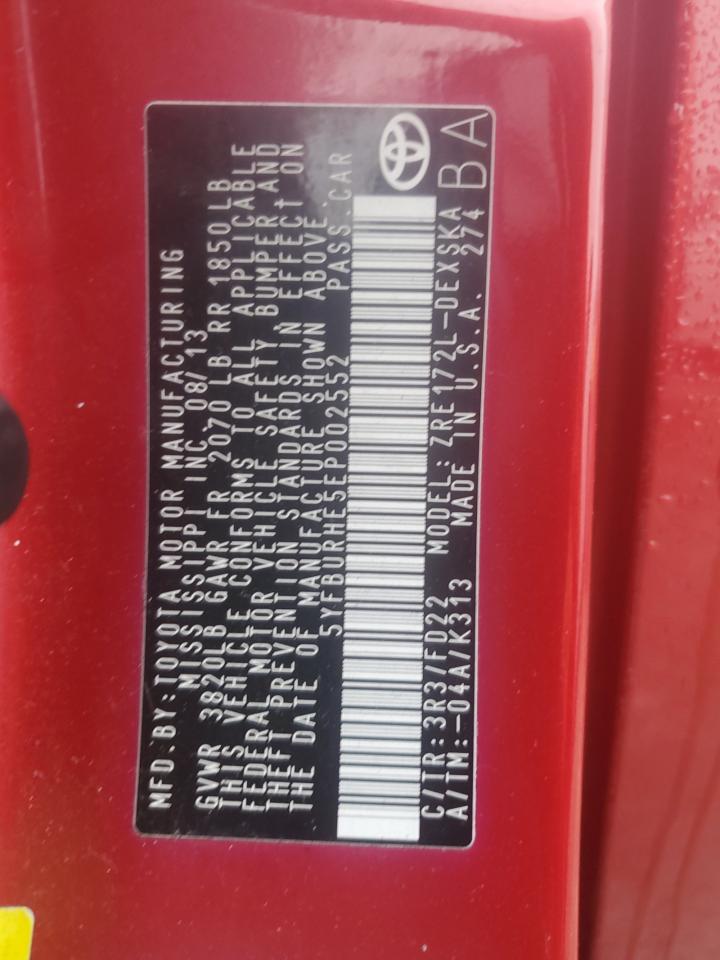 MFD.BY:TOYOTA MOTOR MANUFACTURING
MISSISSIPPI INC. 08/13
GVWR 3820LB GAWR FR 2070 LB RR 1850 LB
THIS VEHICLE CONFORMS TO ALL APPLICABLE
FEDERAL MOTOR VEHICLE SAFETY, BUMPER AND
THEFT PREVENTION STANDARDS IN EFFECT ON
THE DATE OF MANUFACTURE SHOWN ABOVE.
5YFBURHE5EP002552 PASS.CAR
C/TR:3R3/FD22 MODEL:ZRE172L-DEXSKA
A/TM:-04A/K313 MADE IN U.S.A. 274 BA